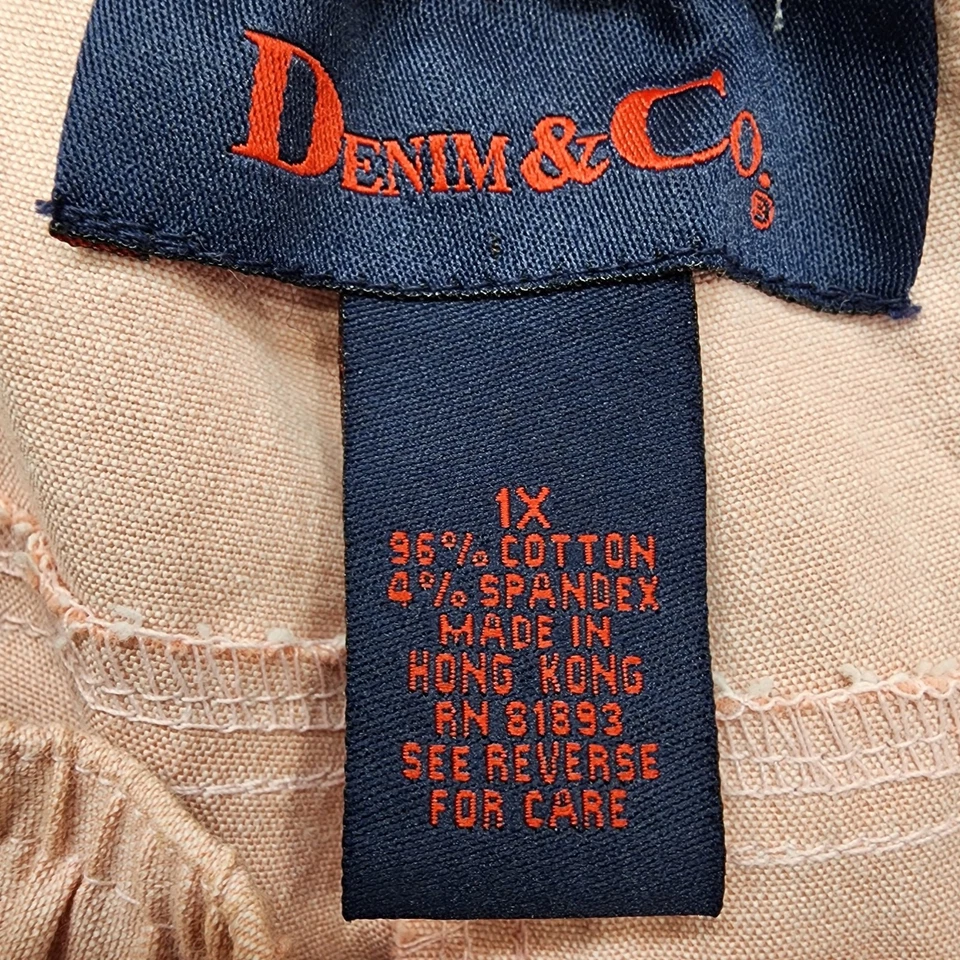 DENIM & CO.®
1X
96% COTTON
4% SPANDEX
MADE IN
HONG KONG
RN 81893
SEE REVERSE
FOR CARE